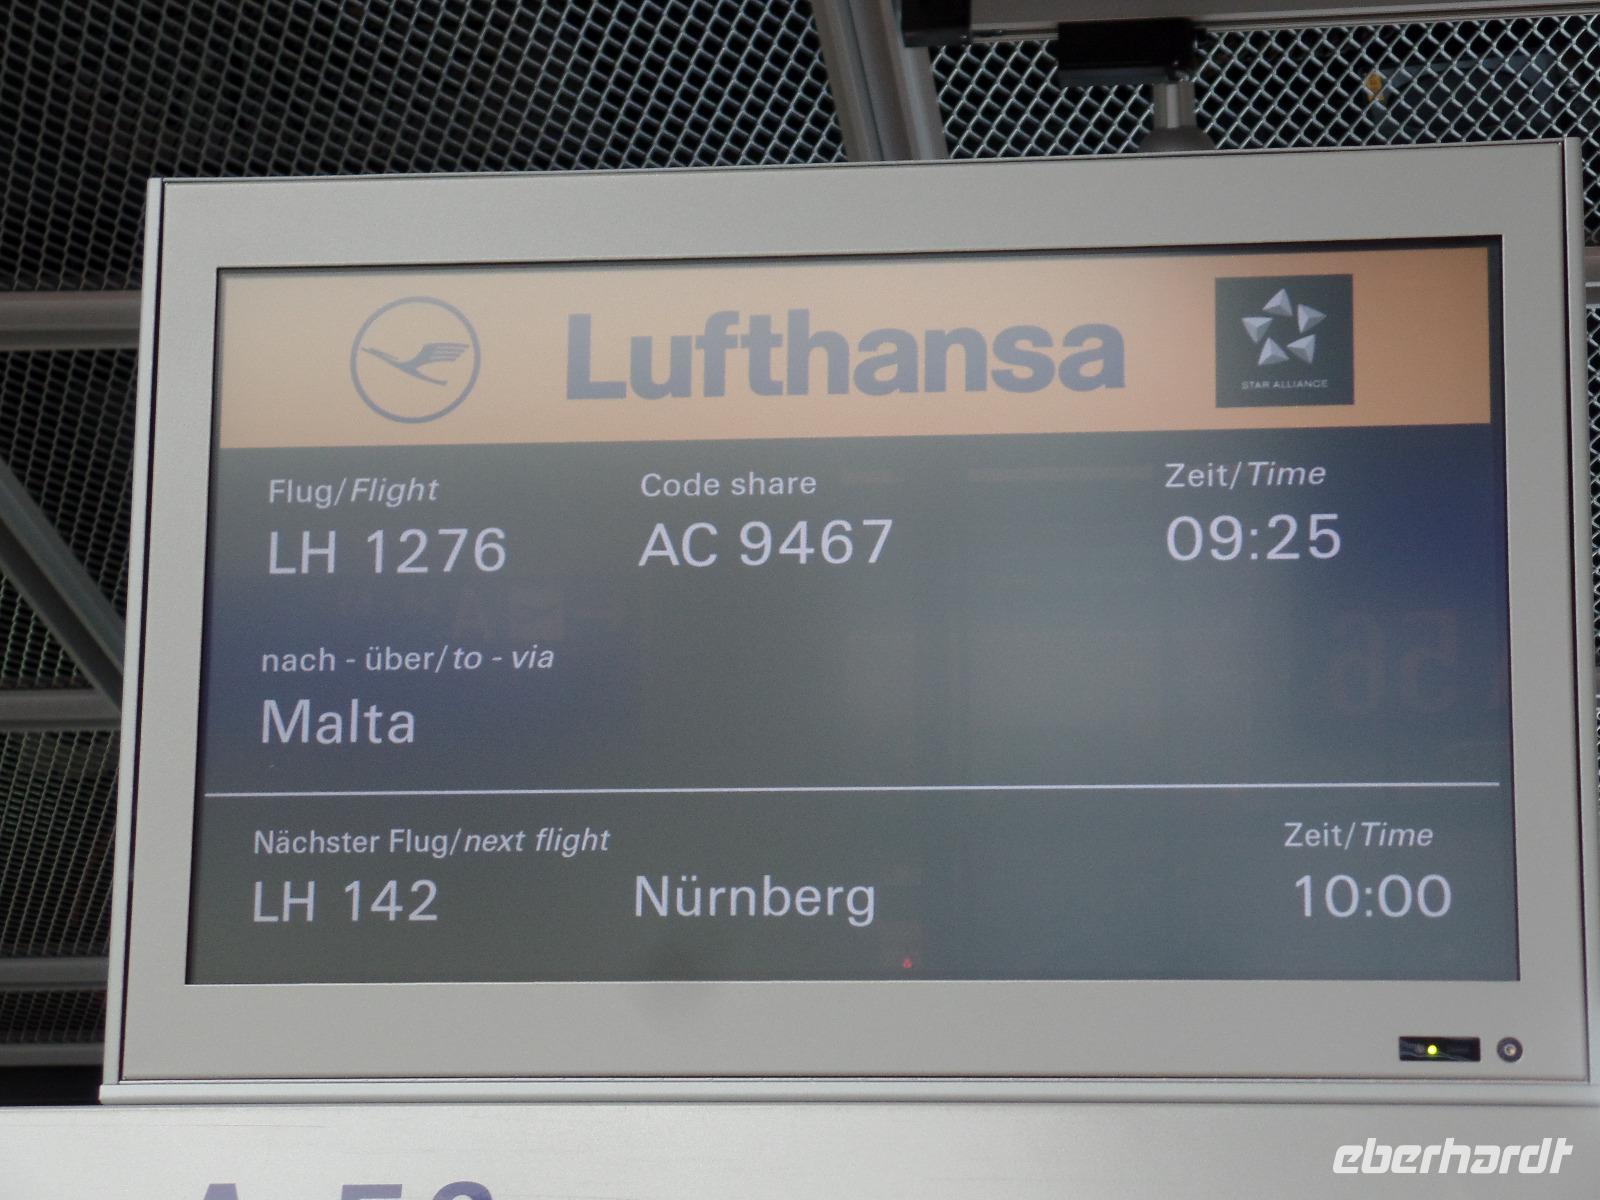 Lufthansa
STAR ALLIANCE
Flug/Flight Code share Zeit/Time
LH 1276 AC 9467 09:25
nach - über/to - via
Malta
Nächster Flug/next flight Zeit/Time
LH 142 Nürnberg 10:00
eberhardt